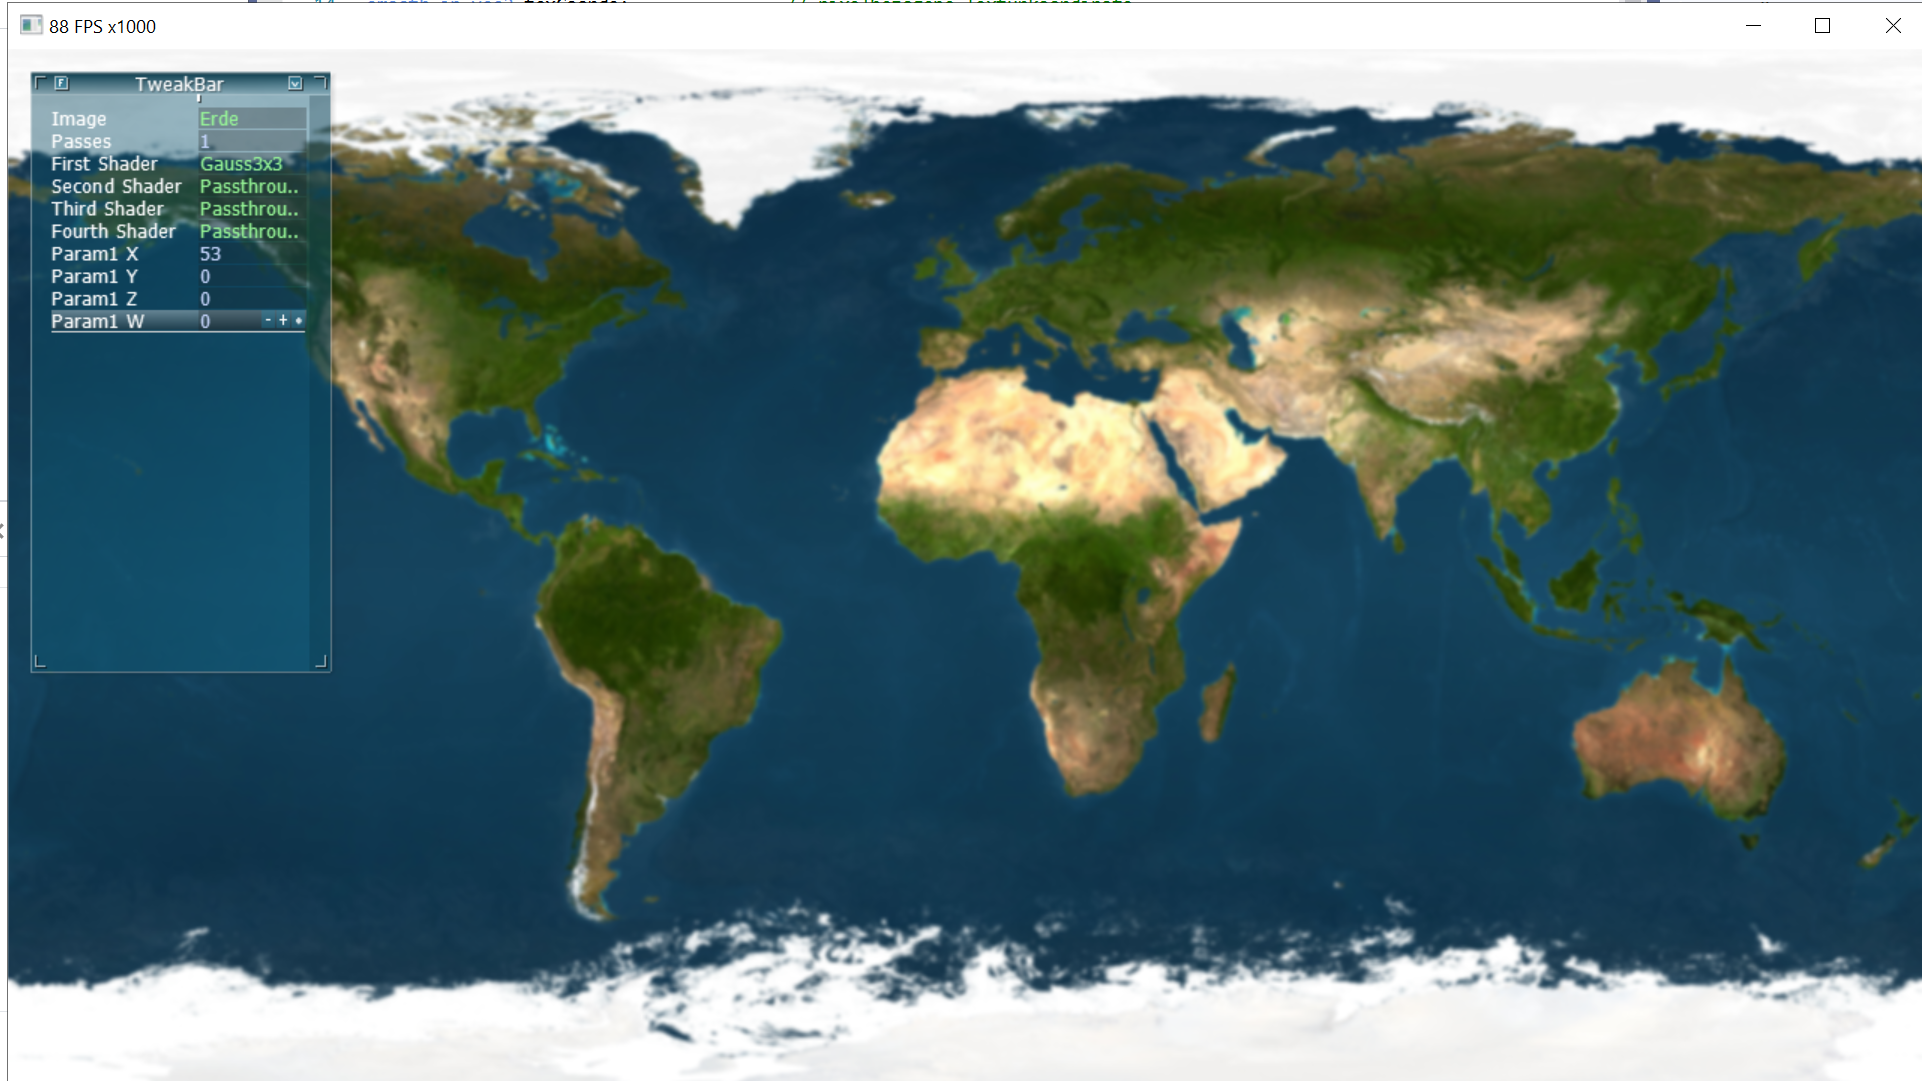 88 FPS x1000
TweakBar
Image Erde
Passes 1
First Shader Gauss3x3
Second Shader Passthrou..
Third Shader Passthrou..
Fourth Shader Passthrou..
Param1 X 53
Param1 Y 0
Param1 Z 0
Param1 W 0